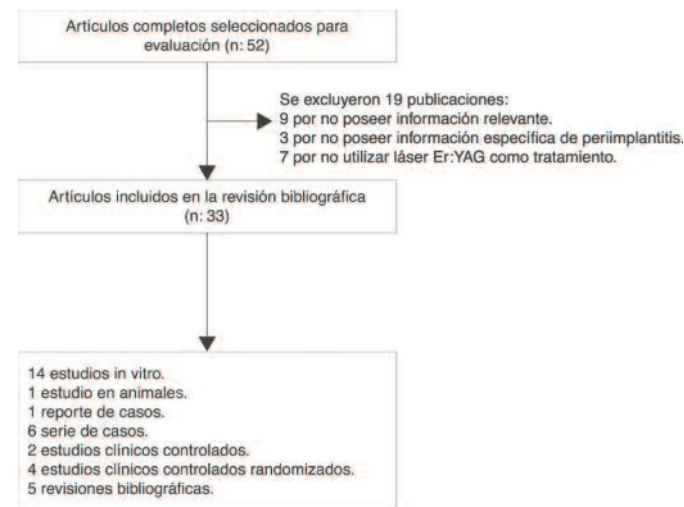 Artículos completos seleccionados para
evaluación (n: 52)
Se excluyeron 19 publicaciones:
9 por no poseer información relevante.
3 por no poseer información específica de periimplantitis.
7 por no utilizar láser Er:YAG como tratamiento.
Artículos incluidos en la revisión bibliográfica
(n: 33)
14 estudios in vitro.
1 estudio en animales.
1 reporte de casos.
6 serie de casos.
2 estudios clínicos controlados.
4 estudios clínicos controlados randomizados.
5 revisiones bibliográficas.